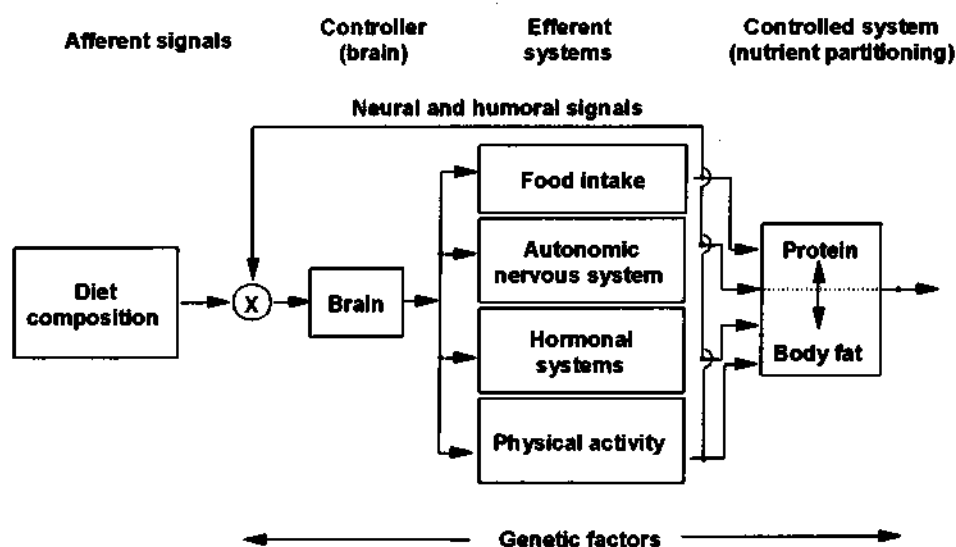 Afferent signals
Controller
(brain)
Efferent
systems
Controlled system
(nutrient partitioning)
Neural and humoral signals
Food intake
Autonomic
nervous system
Diet
composition
X
Brain
Hormonal
systems
Physical activity
Protein
Body fat
Genetic factors